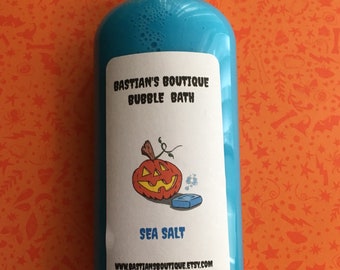 BASTIAN'S BOUTIQUE
BUBBLE BATH
SEA SALT
WWW.BASTIANSBOUTIQUE.ETSY.COM